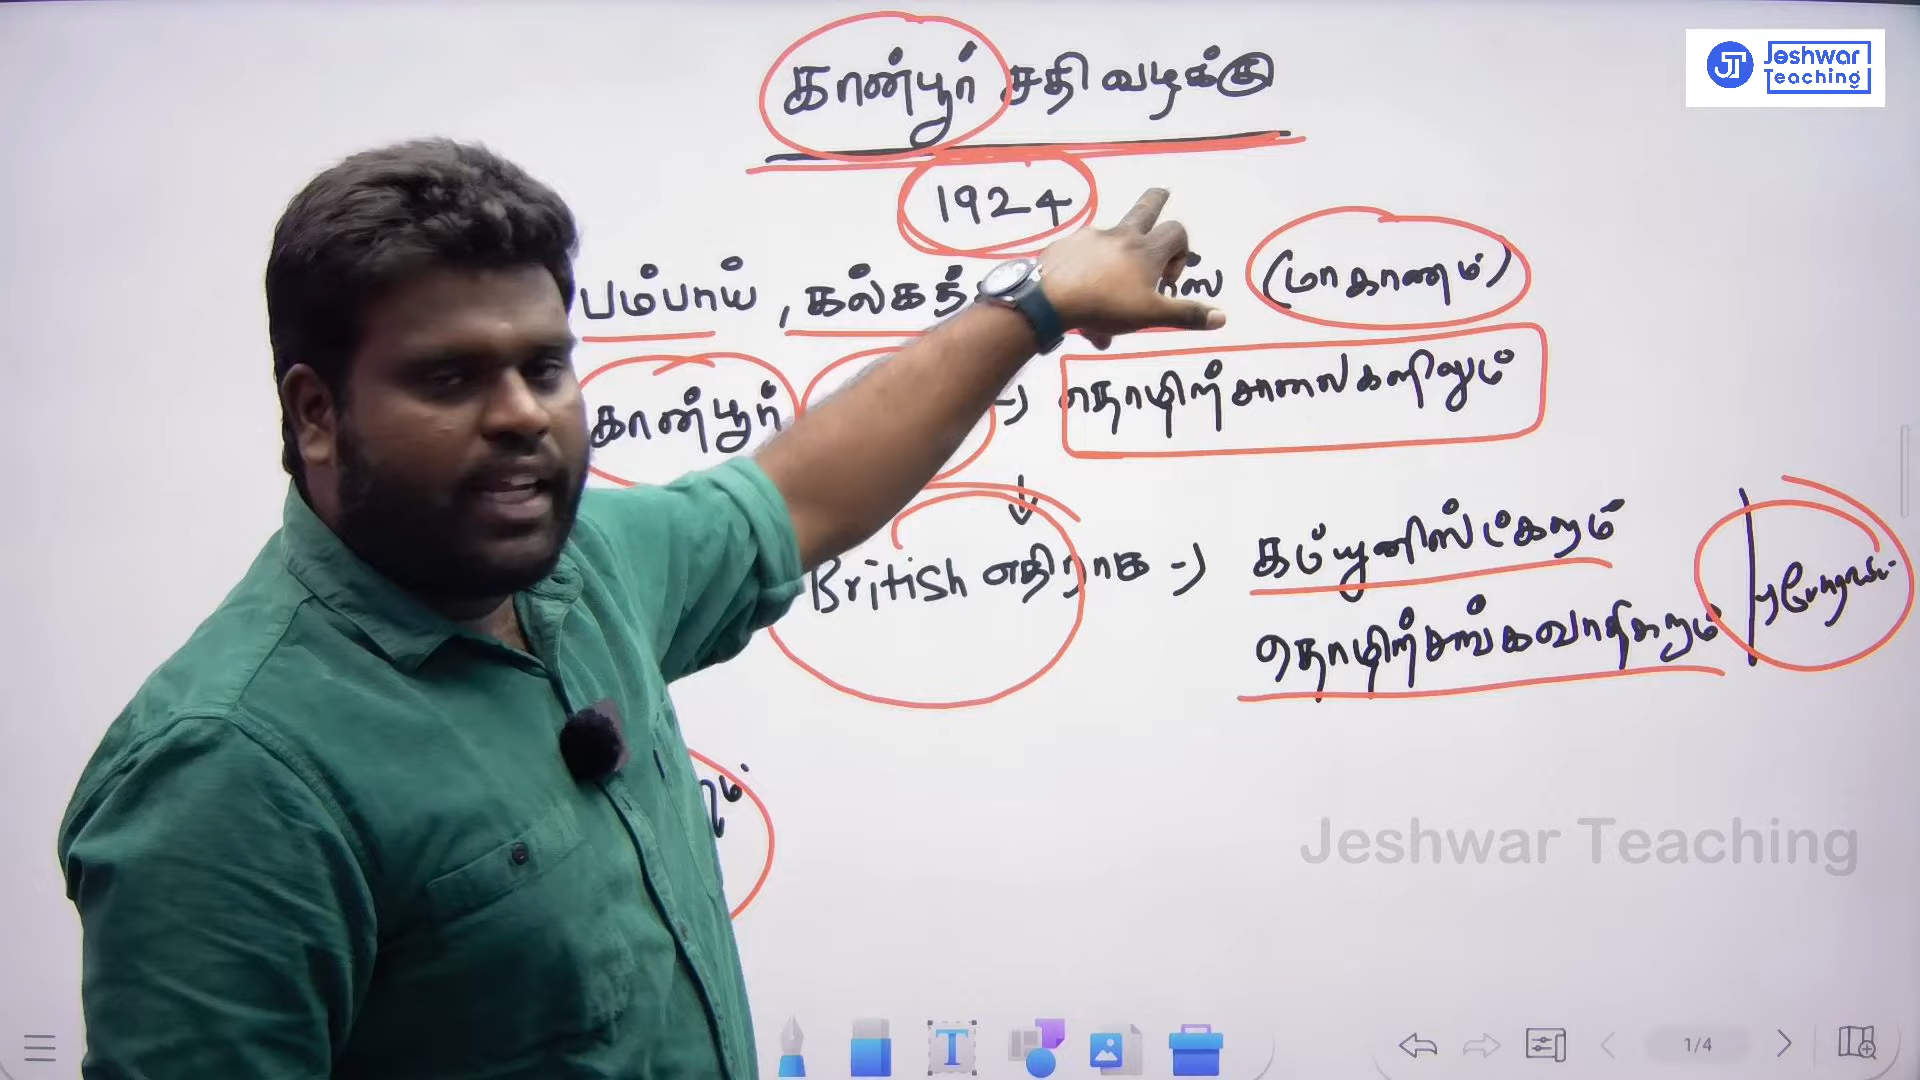 Jeshwar
Teaching
கான்பூர் சதி வழக்கு
1924
பம்பாய் , கல்கத் (மாகாணம்)
கான்பூர் → தொழிற்சாலைகளிலும்
↓
British எதிராக → கம்யூனிஸ்ட்களும்
தொழிற்சங்கவாதிகளும்
Jeshwar Teaching
1/4